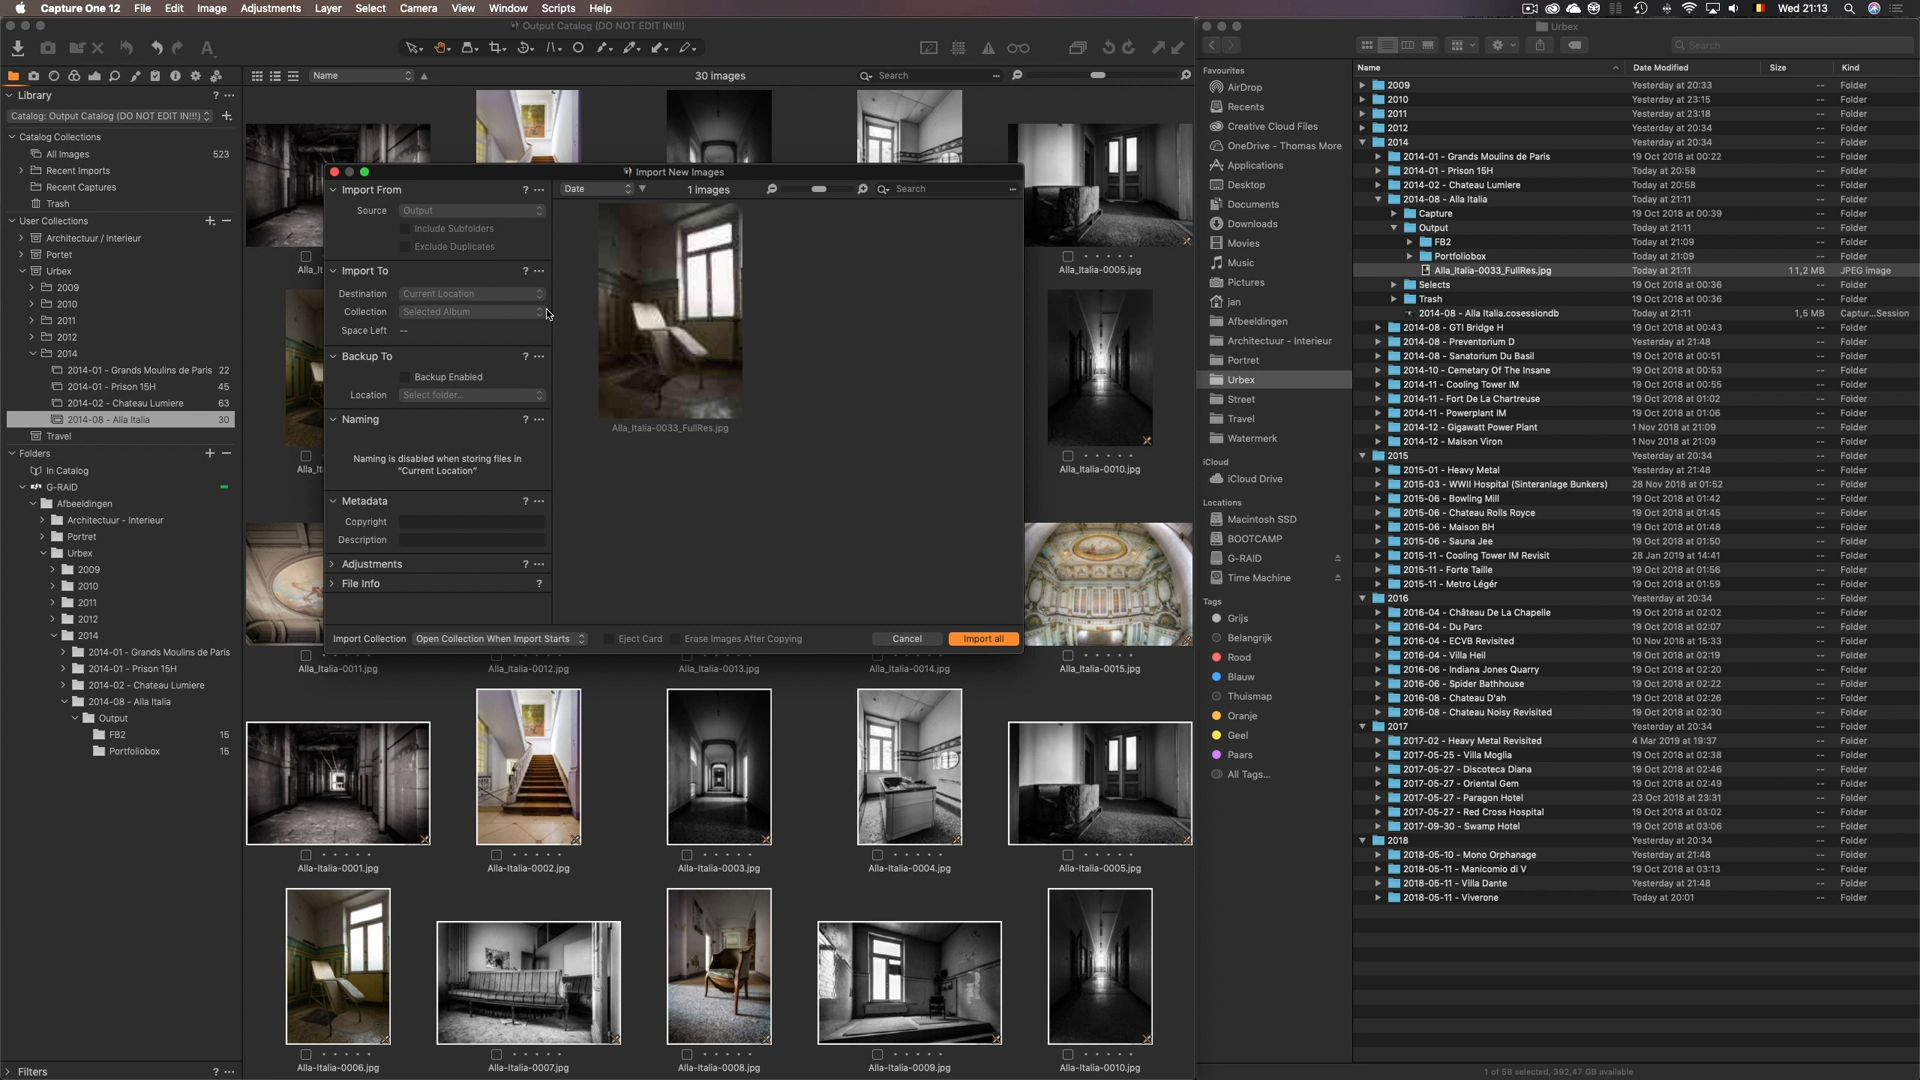 Capture One 12 File Edit Image Adjustments Layer Select Camera View Window Scripts Help
Wed 21:13
Output Catalog (DO NOT EDIT IN!!!)
Name
30 images
Search
Library
Catalog: Output Catalog (DO NOT EDIT IN!!!)
Catalog Collections
All Images 523
Recent Imports
Recent Captures
Trash
User Collections
Architectuur / Interieur
Portet
Urbex
2009
2010
2011
2012
2014
2014-01 - Grands Moulins de Paris 22
2014-01 - Prison 15H 45
2014-02 - Chateau Lumiere 63
2014-08 - Alla Italia 30
Travel
Folders
In Catalog
G-RAID
Afbeeldingen
Architectuur - Interieur
Portret
Urbex
2009
2010
2011
2012
2014
2014-01 - Grands Moulins de Paris
2014-01 - Prison 15H
2014-02 - Chateau Lumiere
2014-08 - Alla Italia
Output
FB2 15
Portfoliobox 15
Filters
Alla_It
Alla_Italia-0005.jpg
Alla_It
Alla_Italia-0010.jpg
Alla_Italia-0011.jpg
Alla_Italia-0012.jpg
Alla_Italia-0013.jpg
Alla_Italia-0014.jpg
Alla_Italia-0015.jpg
Alla-Italia-0001.jpg
Alla-Italia-0002.jpg
Alla-Italia-0003.jpg
Alla-Italia-0004.jpg
Alla-Italia-0005.jpg
Alla-Italia-0006.jpg
Alla-Italia-0007.jpg
Alla-Italia-0008.jpg
Alla-Italia-0009.jpg
Alla-Italia-0010.jpg
Import New Images
Import From ?
Source Output
Include Subfolders
Exclude Duplicates
Import To ?
Destination Current Location
Collection Selected Album
Space Left --
Backup To ?
Backup Enabled
Location Select folder...
Naming ?
Naming is disabled when storing files in
“Current Location”
Metadata ?
Copyright
Description
Adjustments ?
File Info ?
Date
1 images
Search
Alla_Italia-0033_FullRes.jpg
Import Collection Open Collection When Import Starts Eject Card Erase Images After Copying Cancel Import all
Urbex
Search
Favourites
AirDrop
Recents
Creative Cloud Files
OneDrive - Thomas More
Applications
Desktop
Documents
Downloads
Movies
Music
Pictures
jan
Afbeeldingen
Architectuur - Interieur
Portret
Urbex
Street
Travel
Watermerk
iCloud
iCloud Drive
Locations
Macintosh SSD
BOOTCAMP
G-RAID
Time Machine
Tags
Grijs
Belangrijk
Rood
Blauw
Thuismap
Oranje
Geel
Paars
All Tags...
Name Date Modified Size Kind
2009 Yesterday at 20:33 -- Folder
2010 Yesterday at 23:15 -- Folder
2011 Yesterday at 23:18 -- Folder
2012 Yesterday at 20:34 -- Folder
2014 Yesterday at 20:34 -- Folder
2014-01 - Grands Moulins de Paris 19 Oct 2018 at 00:22 -- Folder
2014-01 - Prison 15H Today at 20:58 -- Folder
2014-02 - Chateau Lumiere Today at 20:58 -- Folder
2014-08 - Alla Italia Today at 21:11 -- Folder
Capture 19 Oct 2018 at 00:39 -- Folder
Output Today at 21:11 -- Folder
FB2 Today at 21:09 -- Folder
Portfoliobox Today at 21:09 -- Folder
Alla_Italia-0033_FullRes.jpg Today at 21:11 11,2 MB JPEG image
Selects 19 Oct 2018 at 00:36 -- Folder
Trash 19 Oct 2018 at 00:36 -- Folder
2014-08 - Alla Italia.cosessiondb Today at 21:11 1,5 MB Captur...Session
2014-08 - GTI Bridge H 19 Oct 2018 at 00:43 -- Folder
2014-08 - Preventorium D Yesterday at 21:48 -- Folder
2014-08 - Sanatorium Du Basil 19 Oct 2018 at 00:51 -- Folder
2014-10 - Cemetary Of The Insane 19 Oct 2018 at 00:53 -- Folder
2014-11 - Cooling Tower IM 19 Oct 2018 at 00:55 -- Folder
2014-11 - Fort De La Chartreuse 19 Oct 2018 at 01:02 -- Folder
2014-11 - Powerplant IM 19 Oct 2018 at 01:06 -- Folder
2014-12 - Gigawatt Power Plant 1 Nov 2018 at 21:09 -- Folder
2014-12 - Maison Viron 1 Nov 2018 at 21:09 -- Folder
2015 Yesterday at 20:34 -- Folder
2015-01 - Heavy Metal Yesterday at 21:48 -- Folder
2015-03 - WWII Hospital (Sinteranlage Bunkers) 28 Nov 2018 at 01:52 -- Folder
2015-06 - Bowling Mill 19 Oct 2018 at 01:42 -- Folder
2015-06 - Chateau Rolls Royce 19 Oct 2018 at 01:45 -- Folder
2015-06 - Maison BH 19 Oct 2018 at 01:48 -- Folder
2015-06 - Sauna Jee 19 Oct 2018 at 01:50 -- Folder
2015-11 - Cooling Tower IM Revisit 28 Jan 2019 at 14:41 -- Folder
2015-11 - Forte Taille 19 Oct 2018 at 01:56 -- Folder
2015-11 - Metro Légér 19 Oct 2018 at 01:59 -- Folder
2016 Yesterday at 20:34 -- Folder
2016-04 - Château De La Chapelle 19 Oct 2018 at 02:02 -- Folder
2016-04 - Du Parc 19 Oct 2018 at 02:07 -- Folder
2016-04 - ECVB Revisited 10 Nov 2018 at 15:33 -- Folder
2016-04 - Villa Heil 19 Oct 2018 at 02:19 -- Folder
2016-06 - Indiana Jones Quarry 19 Oct 2018 at 02:20 -- Folder
2016-06 - Spider Bathhouse 19 Oct 2018 at 02:22 -- Folder
2016-08 - Chateau D'ah 19 Oct 2018 at 02:26 -- Folder
2016-08 - Chateau Noisy Revisited 19 Oct 2018 at 02:30 -- Folder
2017 Yesterday at 20:34 -- Folder
2017-02 - Heavy Metal Revisited 4 Mar 2019 at 19:37 -- Folder
2017-05-25 - Villa Moglia 19 Oct 2018 at 02:38 -- Folder
2017-05-27 - Discoteca Diana 19 Oct 2018 at 02:46 -- Folder
2017-05-27 - Oriental Gem 19 Oct 2018 at 02:49 -- Folder
2017-05-27 - Paragon Hotel 23 Oct 2018 at 23:31 -- Folder
2017-05-27 - Red Cross Hospital 19 Oct 2018 at 03:02 -- Folder
2017-09-30 - Swamp Hotel 19 Oct 2018 at 03:06 -- Folder
2018 Yesterday at 20:34 -- Folder
2018-05-10 - Mono Orphanage Yesterday at 21:48 -- Folder
2018-05-11 - Manicomio di V 19 Oct 2018 at 03:13 -- Folder
2018-05-11 - Villa Dante Yesterday at 21:48 -- Folder
2018-05-11 - Viverone Today at 20:01 -- Folder
1 of 58 selected, 392,47 GB available